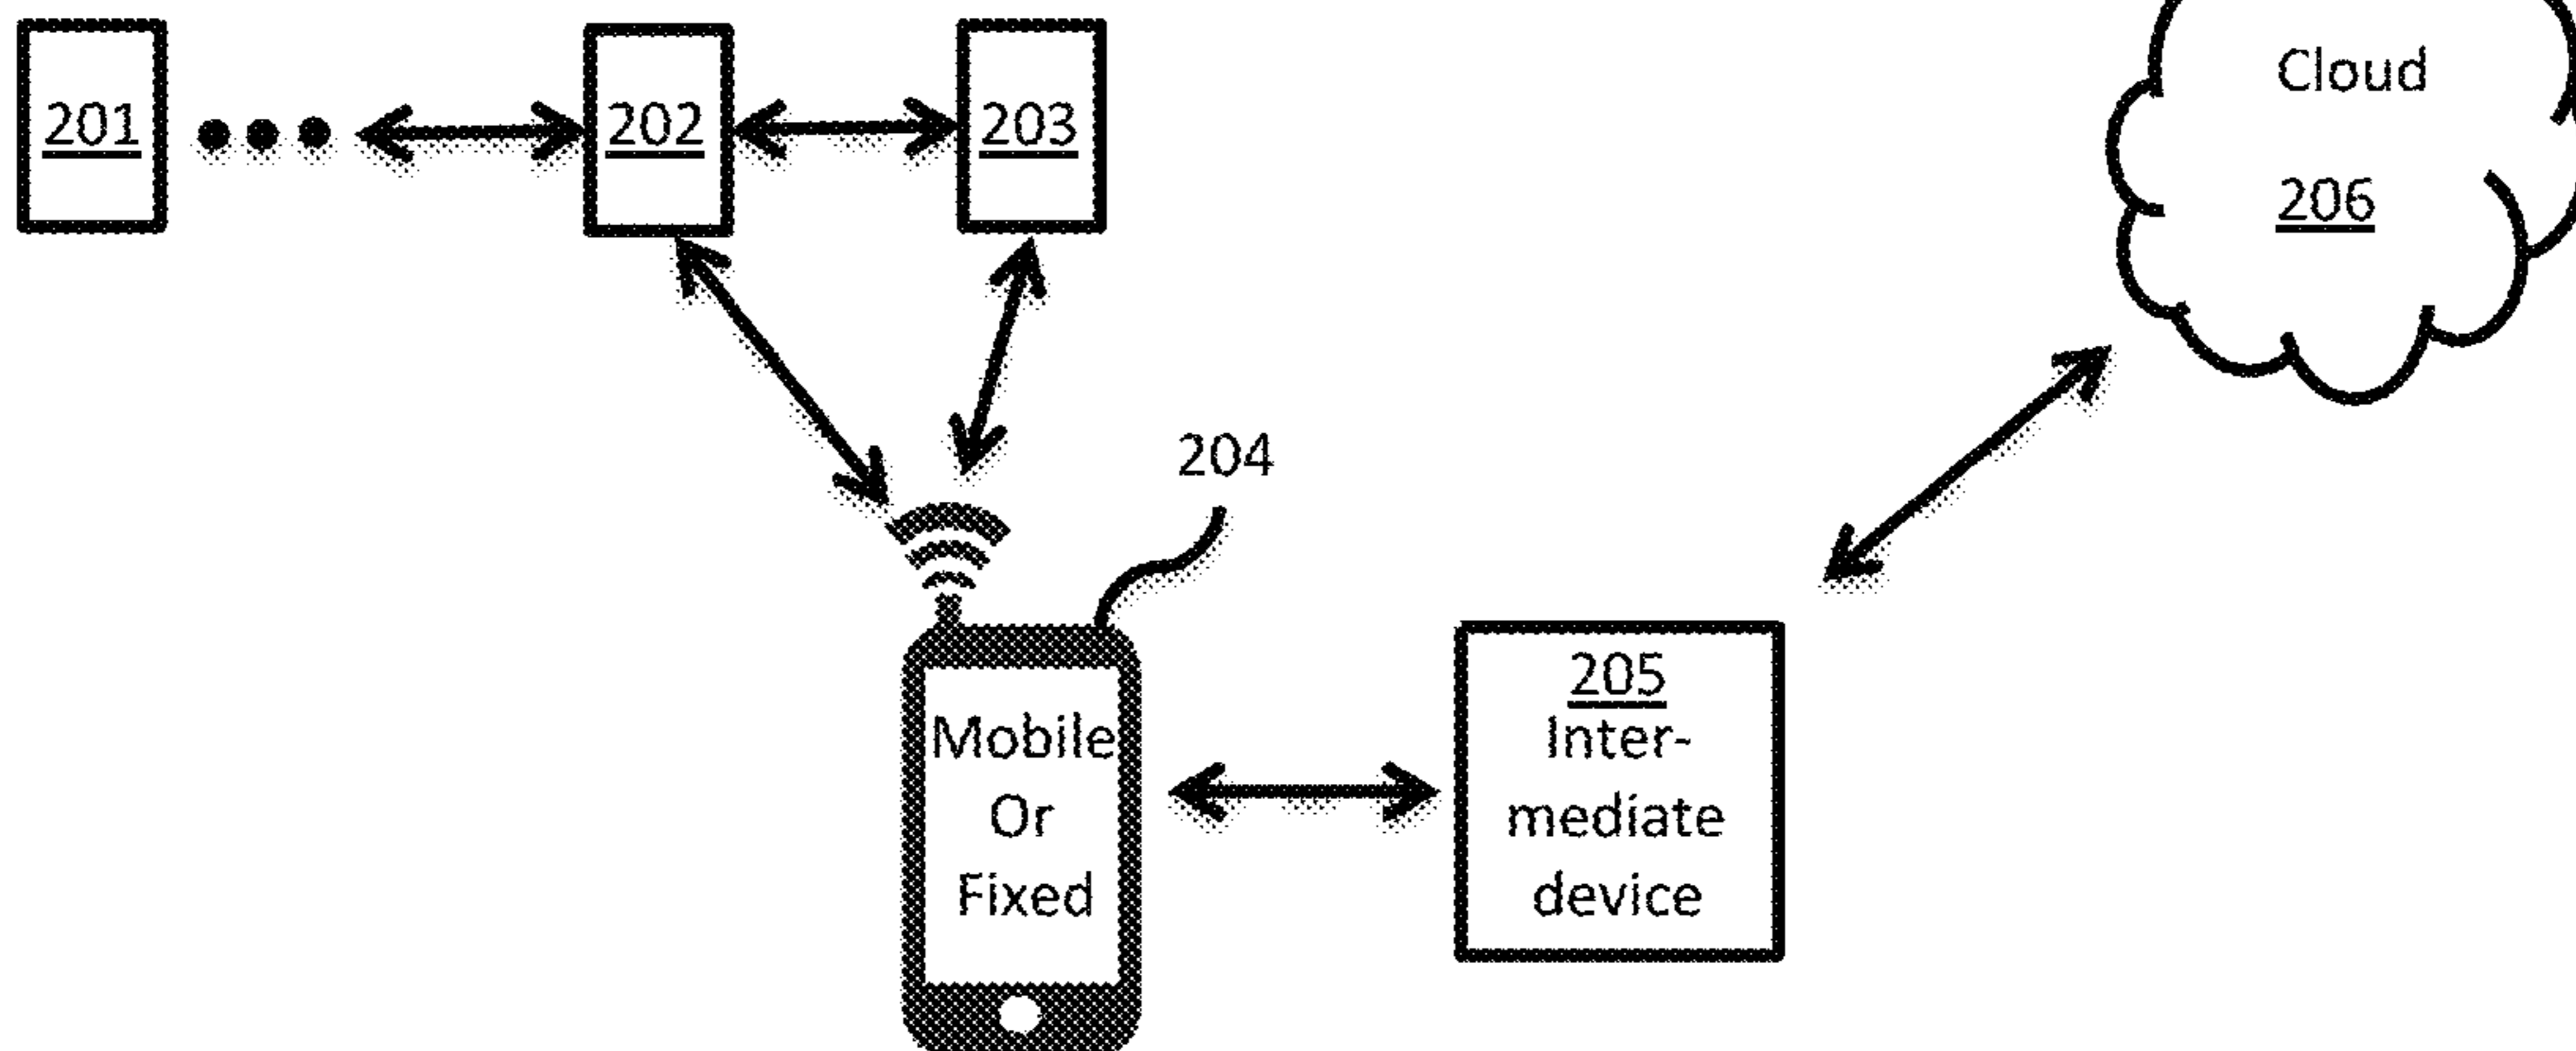 201
202
203
Cloud
206
204
Mobile
Or
Fixed
205
Inter-
mediate
device